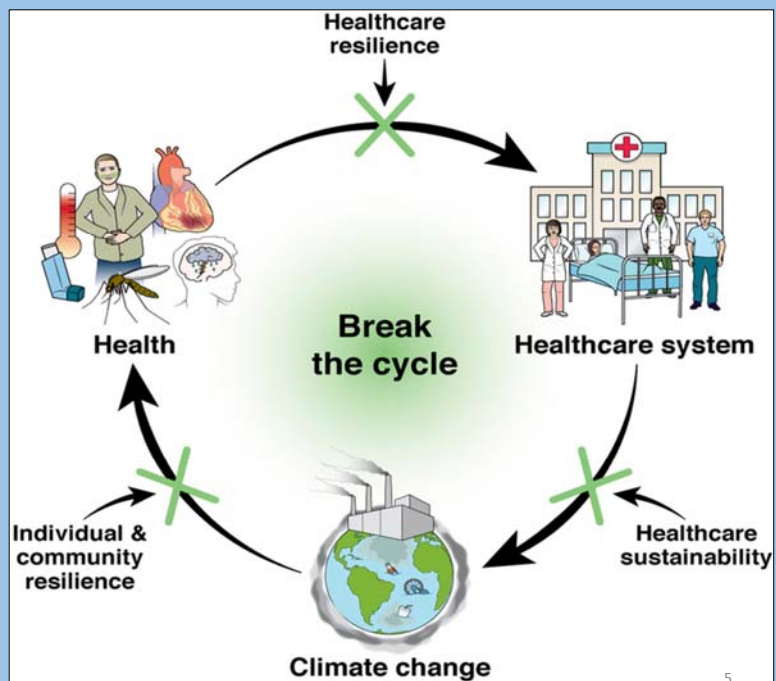 Healthcare
resilience
Health
Break
the cycle
Healthcare system
Individual &
community
resilience
Healthcare
sustainability
Climate change
5